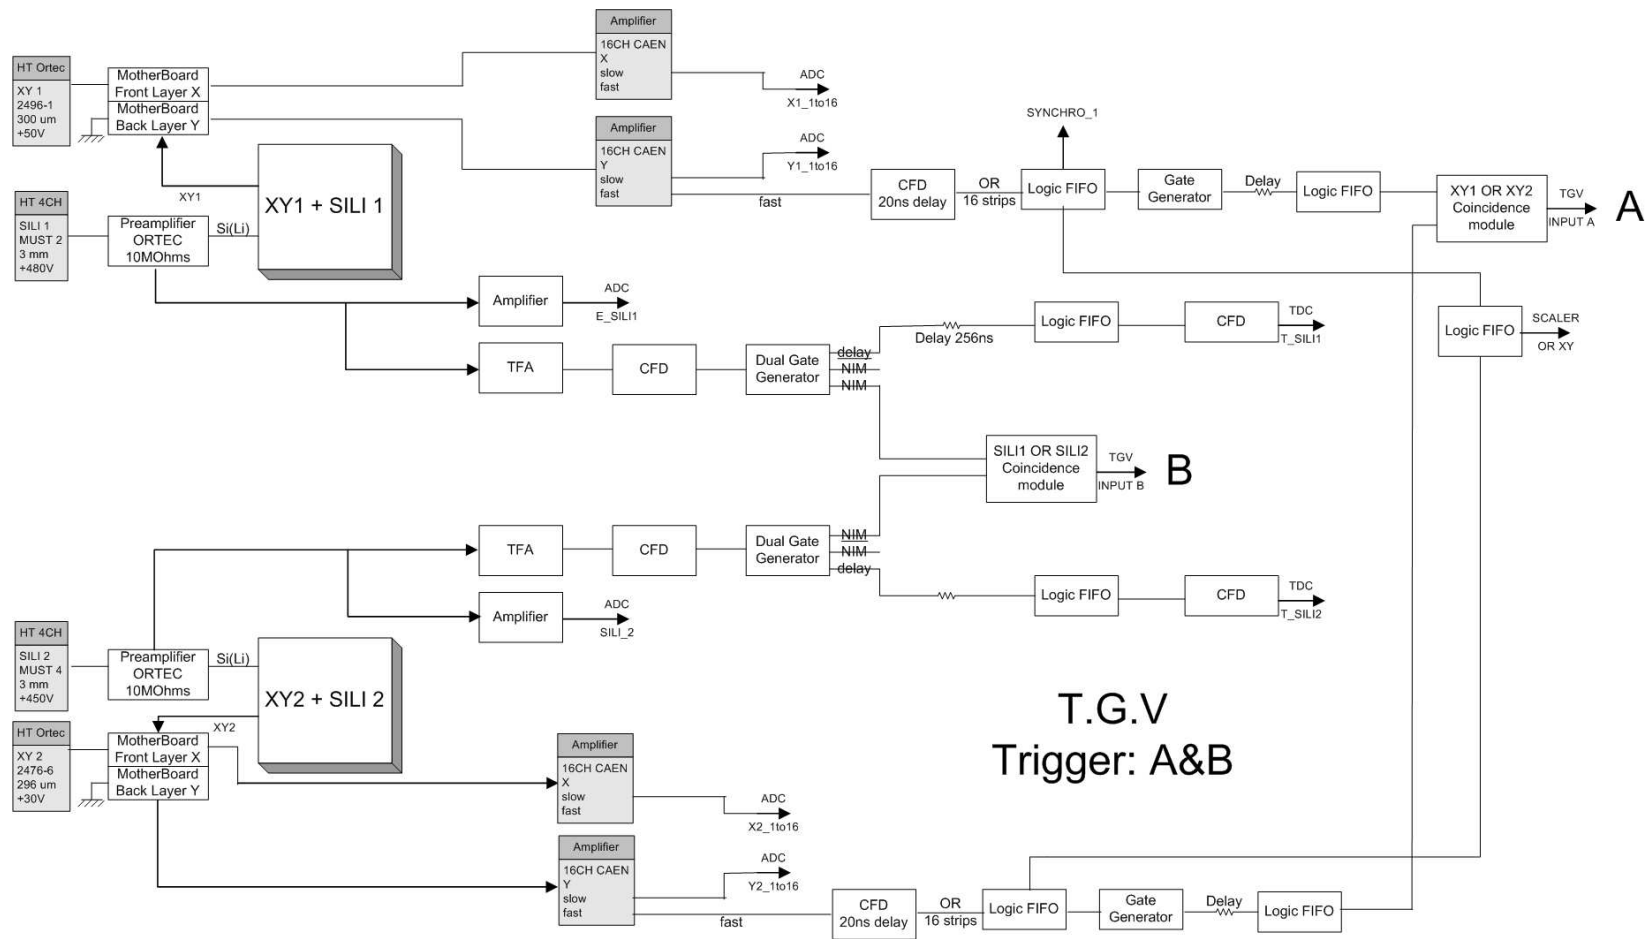 Amplifier
16CH CAEN
X
slow
fast
ADC
X1_1to16
HT Ortec
XY 1
2496-1
300 um
+50V
MotherBoard
Front Layer X
MotherBoard
Back Layer Y
Amplifier
16CH CAEN
Y
slow
fast
ADC
Y1_1to16
fast
CFD
20ns delay
OR
16 strips
SYNCHRO_1
Logic FIFO
Gate
Generator
Delay
Logic FIFO
XY1 OR XY2
Coincidence
module
TGV
INPUT A
A
XY1
XY1 + SILI 1
HT 4CH
SILI 1
MUST 2
3 mm
+480V
Preamplifier
ORTEC
10MOhms
Si(Li)
Amplifier
ADC
E_SILI1
TFA
CFD
Dual Gate
Generator
delay
NIM
NIM
Delay 256ns
Logic FIFO
CFD
TDC
T_SILI1
Logic FIFO
SCALER
OR XY
SILI1 OR SILI2
Coincidence
module
TGV
INPUT B
B
TFA
CFD
Dual Gate
Generator
NIM
NIM
delay
Logic FIFO
CFD
TDC
T_SILI2
Amplifier
ADC
SILI_2
HT 4CH
SILI 2
MUST 4
3 mm
+450V
Preamplifier
ORTEC
10MOhms
Si(Li)
XY2 + SILI 2
XY2
HT Ortec
XY 2
2476-6
296 um
+30V
MotherBoard
Front Layer X
MotherBoard
Back Layer Y
T.G.V
Trigger: A&B
Amplifier
16CH CAEN
X
slow
fast
ADC
X2_1to16
Amplifier
16CH CAEN
Y
slow
fast
ADC
Y2_1to16
fast
CFD
20ns delay
OR
16 strips
Logic FIFO
Gate
Generator
Delay
Logic FIFO